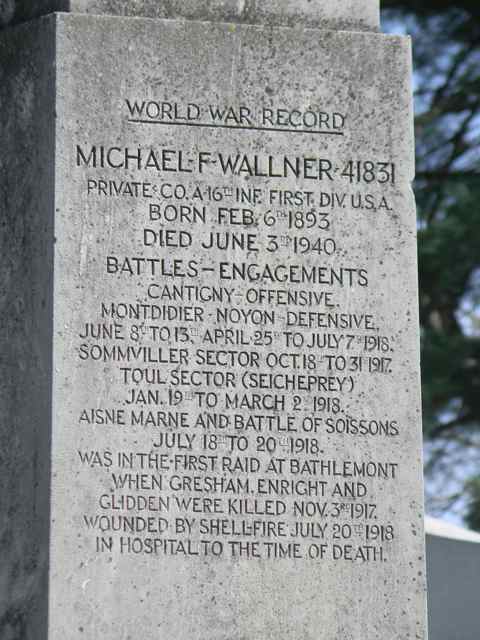 WORLD WAR RECORD
MICHAEL·F·WALLNER·41831
PRIVATE·CO. A·16TH INF. FIRST. DIV. U.S.A.
BORN FEB. 6TH 1893
DIED JUNE 3RD 1940
BATTLES–ENGAGEMENTS
CANTIGNY–OFFENSIVE.
MONTDIDIER–NOYON–DEFENSIVE.
JUNE 8TH TO 13TH APRIL 25TH TO JULY 7TH 1918.
SOMMVILLER SECTOR OCT. 18TH TO 31 1917.
TOUL SECTOR (SEICHEPREY)
JAN. 19TH TO MARCH 2ND 1918.
AISNE MARNE AND BATTLE OF SOISSONS
JULY 18TH TO 20TH 1918.
WAS IN THE FIRST RAID AT BATHLEMONT
WHEN GRESHAM, ENRIGHT AND
GLIDDEN WERE KILLED NOV. 3RD 1917.
WOUNDED BY SHELL-FIRE JULY 20TH 1918
IN HOSPITAL TO THE TIME OF DEATH.